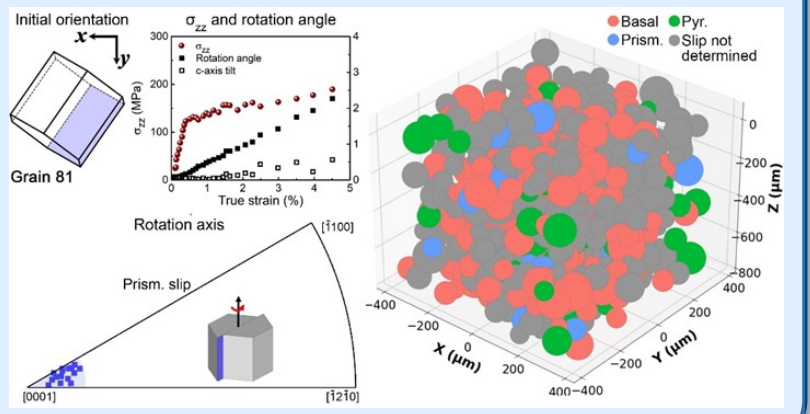 Initial orientation
x
y
Grain 81
σzz and rotation angle
σzz
Rotation angle
c-axis tilt
σzz (MPa)
300
200
100
0
4
3
2
1
0
0 1 2 3 4 5
True strain (%)
Rotation axis
[1̄100]
Prism. slip
[0001]
[1̄21̄0]
Basal
Pyr.
Prism.
Slip not
determined
0
−200
−400
−600
−800
Z (μm)
−400
−200
0
200
400
X (μm)
−400
−200
0
200
400
Y (μm)